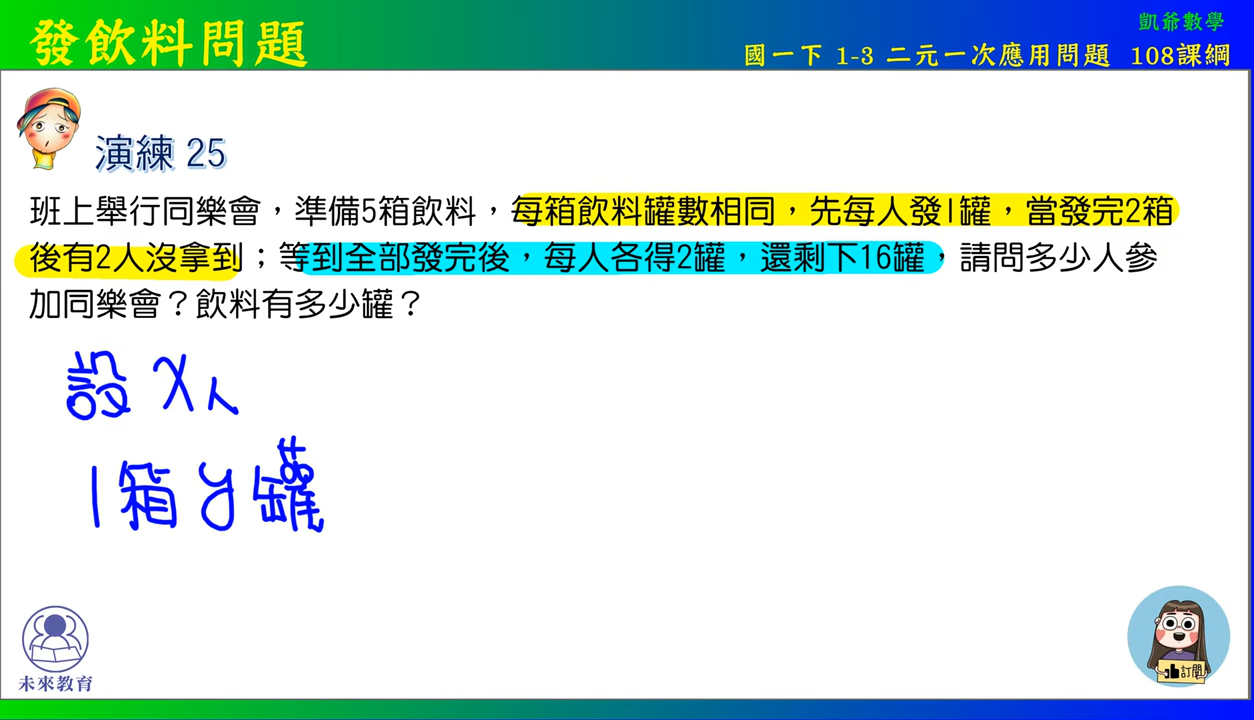 發飲料問題
凱爺數學
國一下 1-3 二元一次應用問題 108課綱
演練 25
班上舉行同樂會，準備5箱飲料，每箱飲料罐數相同，先每人發1罐，當發完2箱
後有2人沒拿到；等到全部發完後，每人各得2罐，還剩下16罐，請問多少人參
加同樂會？飲料有多少罐？
設 x人
1箱 y 罐
未來教育
訂閱